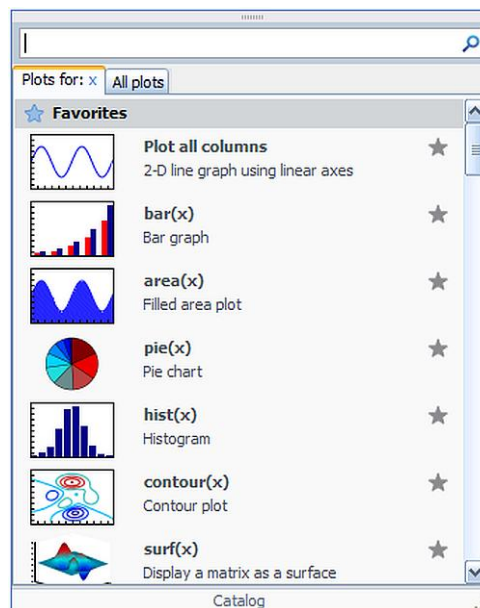 Plots for: x All plots
Favorites
Plot all columns
2-D line graph using linear axes
bar(x)
Bar graph
area(x)
Filled area plot
pie(x)
Pie chart
hist(x)
Histogram
contour(x)
Contour plot
surf(x)
Display a matrix as a surface
Catalog